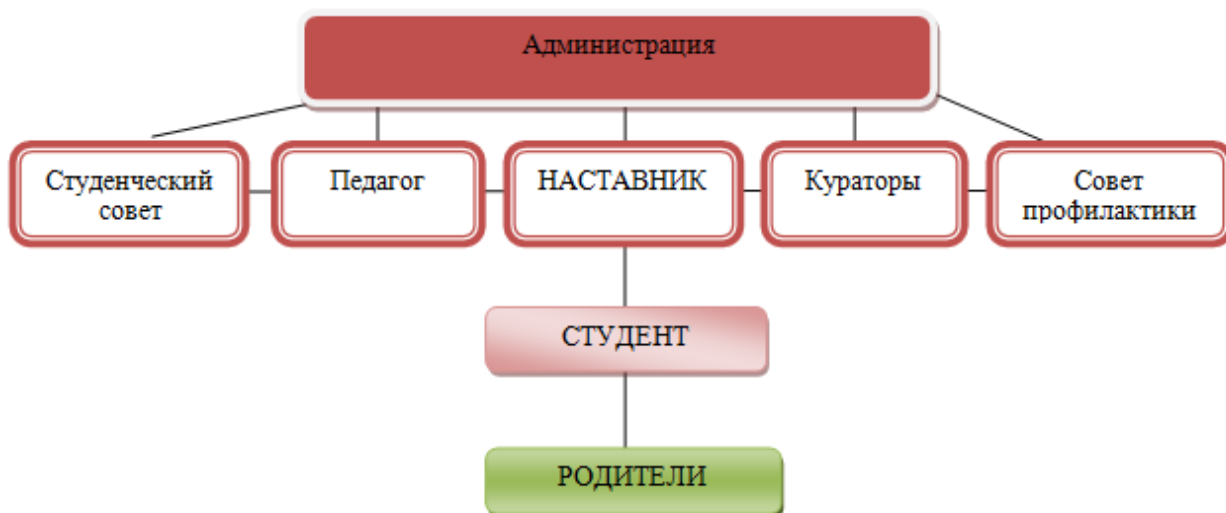 Администрация
Студенческий
совет
Педагог
НАСТАВНИК
Кураторы
Совет
профилактики
СТУДЕНТ
РОДИТЕЛИ